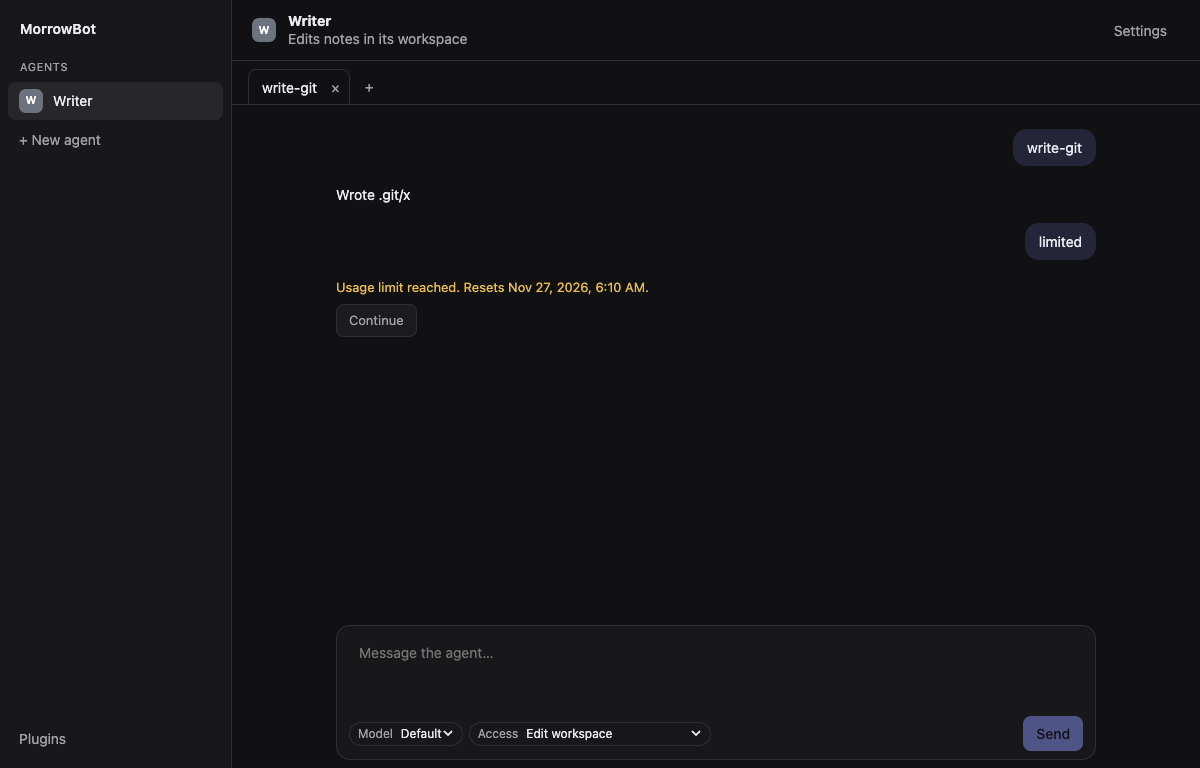 MorrowBot
AGENTS
W Writer
+ New agent
Plugins
W
Writer
Edits notes in its workspace
Settings
write-git × +
write-git
Wrote .git/x
limited
Usage limit reached. Resets Nov 27, 2026, 6:10 AM.
Continue
Message the agent…
Model Default Access Edit workspace Send